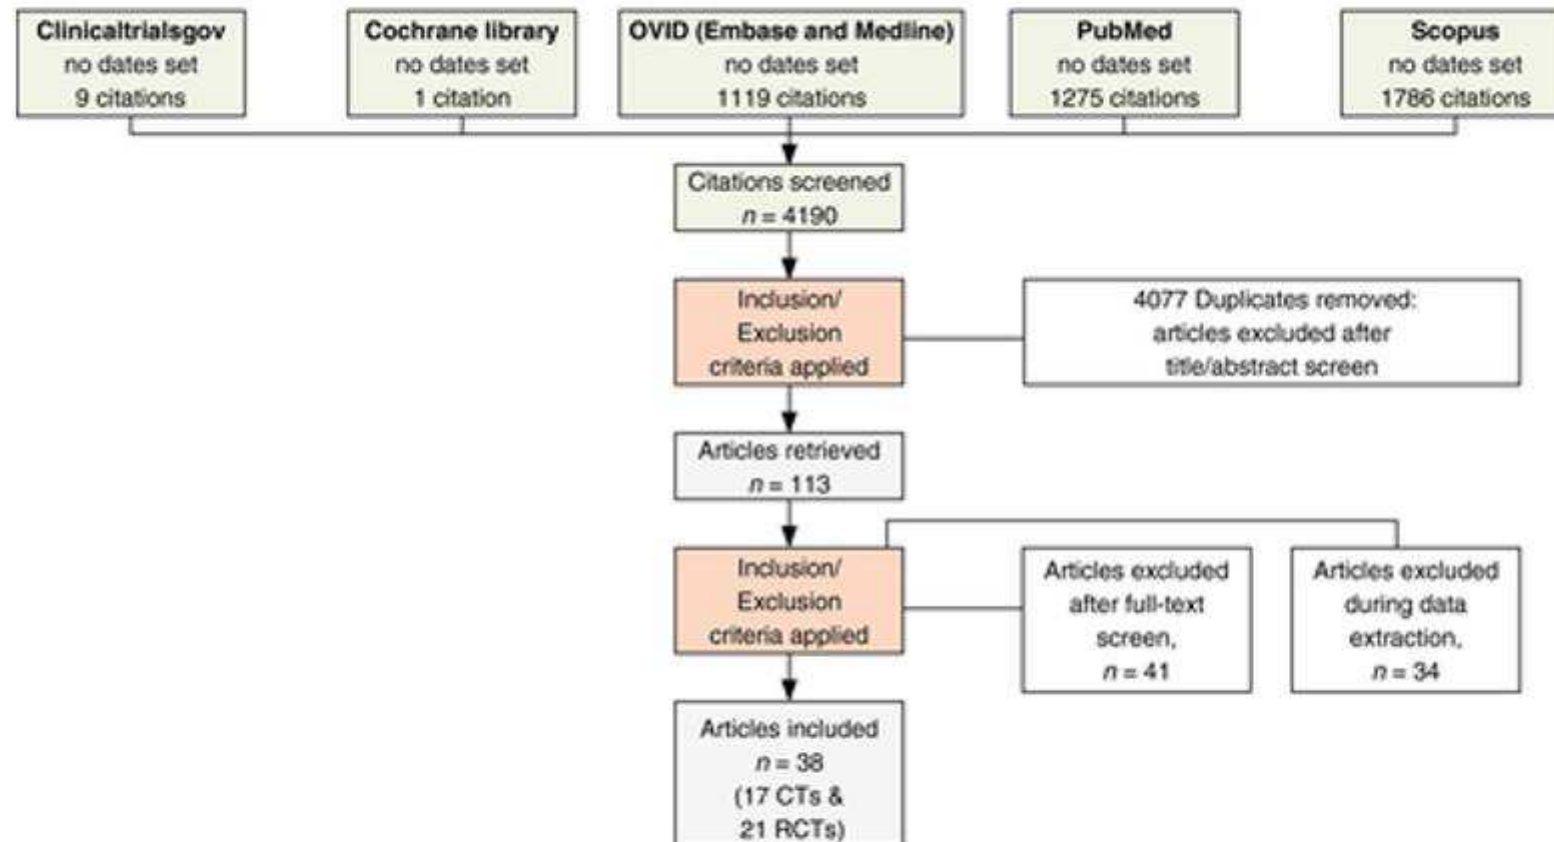 Clinicaltrialsgov
no dates set
9 citations
Cochrane library
no dates set
1 citation
OVID (Embase and Medline)
no dates set
1119 citations
PubMed
no dates set
1275 citations
Scopus
no dates set
1786 citations
Citations screened
n = 4190
Inclusion/
Exclusion
criteria applied
4077 Duplicates removed:
articles excluded after
title/abstract screen
Articles retrieved
n = 113
Inclusion/
Exclusion
criteria applied
Articles excluded
after full-text
screen,
n = 41
Articles excluded
during data
extraction,
n = 34
Articles included
n = 38
(17 CTs &
21 RCTs)